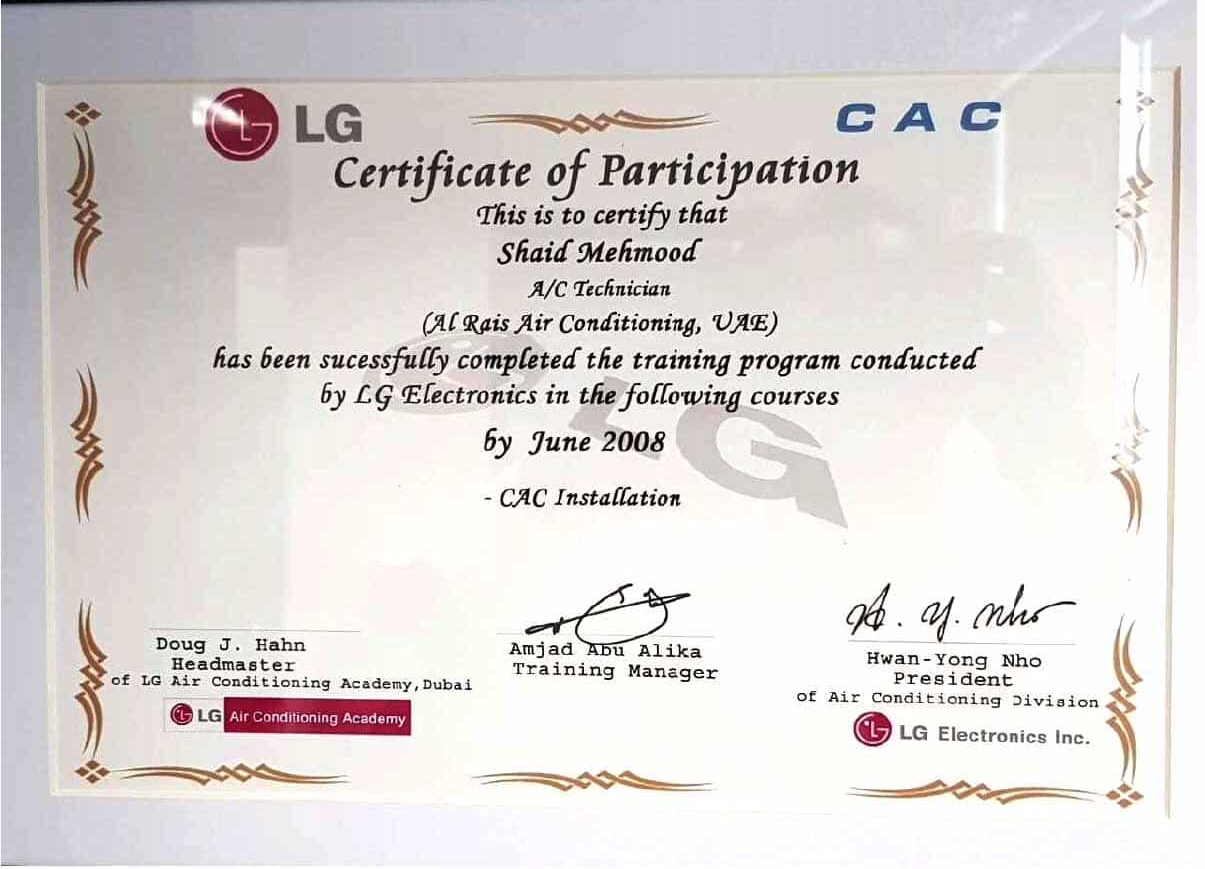 LG
CAC
Certificate of Participation
This is to certify that
Shaid Mehmood
A/C Technician
(Al Rais Air Conditioning, UAE)
has been sucessfully completed the training program conducted
by LG Electronics in the following courses
by June 2008
- CAC Installation
LG
Doug J. Hahn
Headmaster
of LG Air Conditioning Academy,Dubai
LG Air Conditioning Academy
Amjad Abu Alika
Training Manager
H. Y. Nho
Hwan-Yong Nho
President
of Air Conditioning Division
LG Electronics Inc.